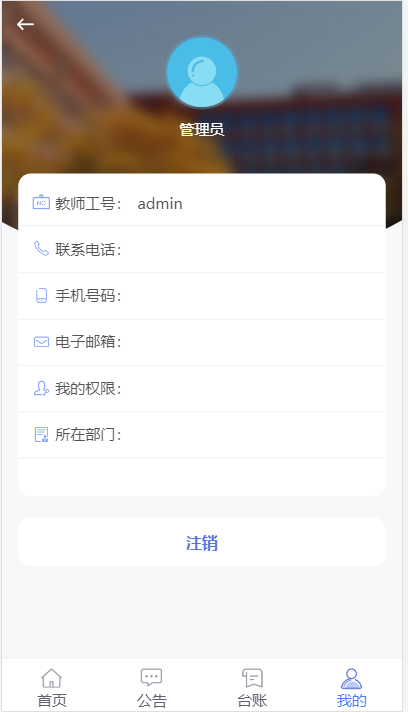 管理员
NO 教师工号： admin
联系电话：
手机号码：
电子邮箱：
我的权限：
所在部门：
注销
首页 公告 台账 我的